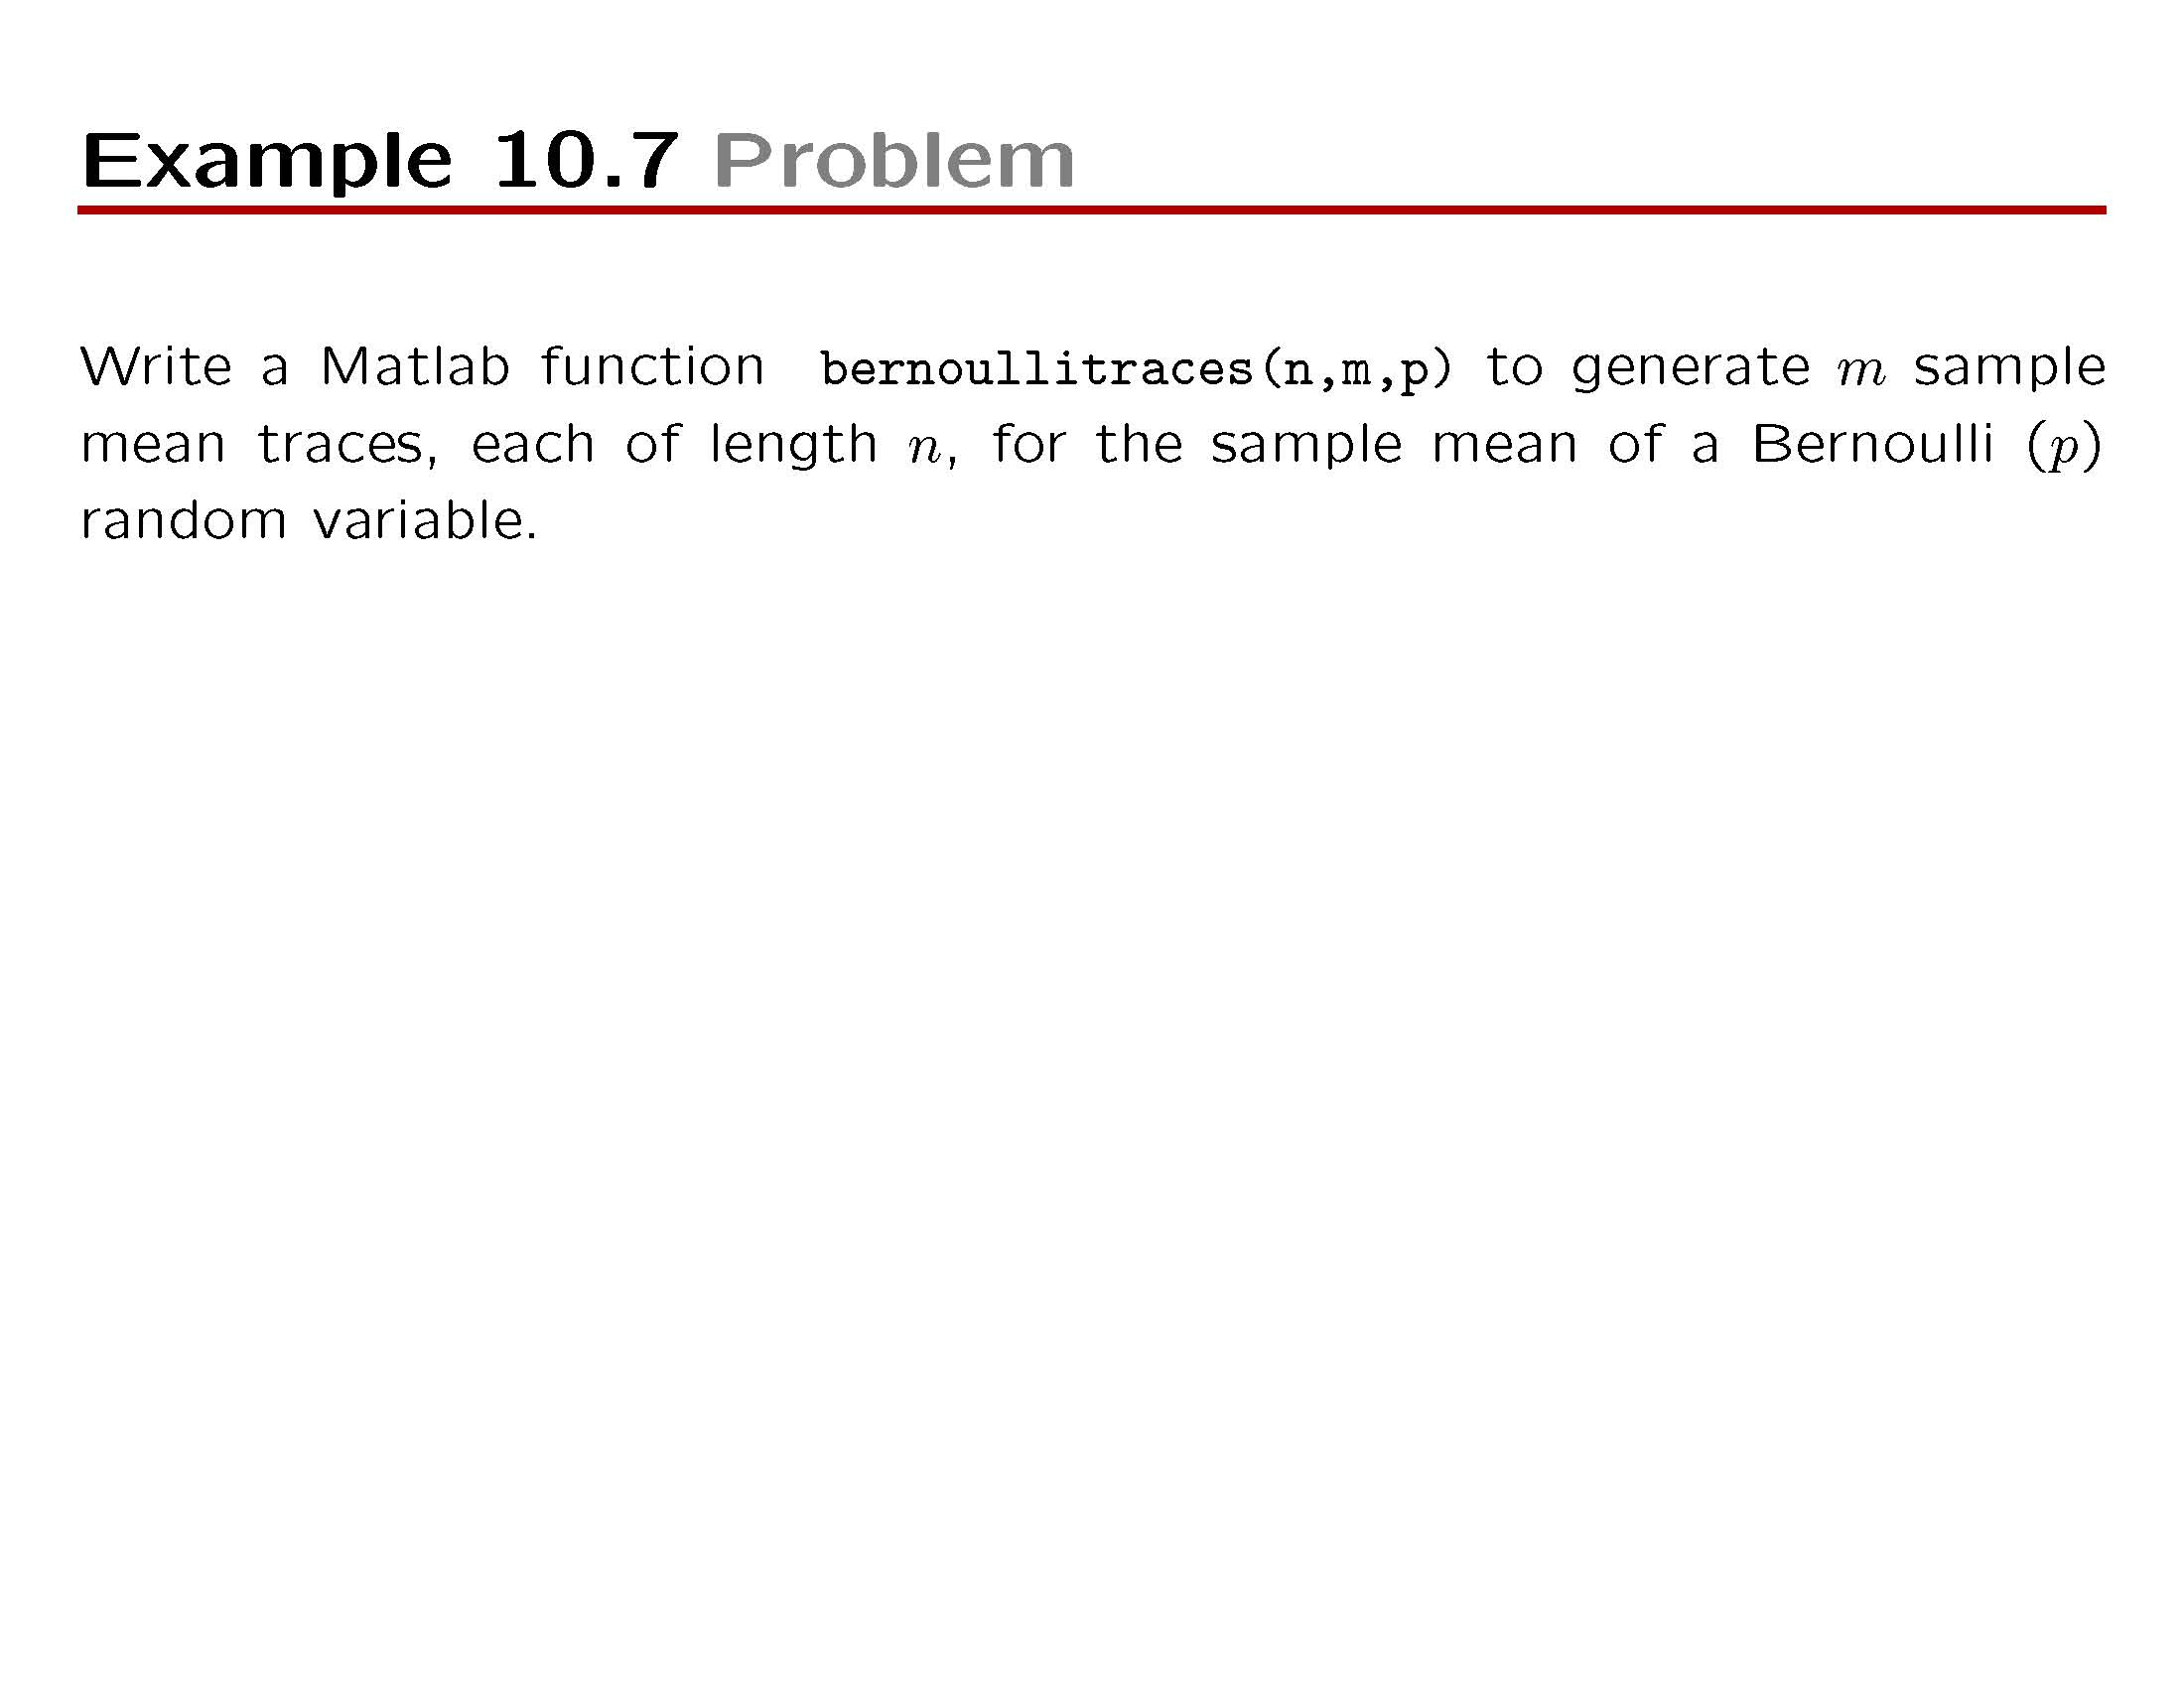 Example 10.7 Problem
Write a Matlab function bernoullitraces(n,m,p) to generate m sample
mean traces, each of length n, for the sample mean of a Bernoulli (p)
random variable.